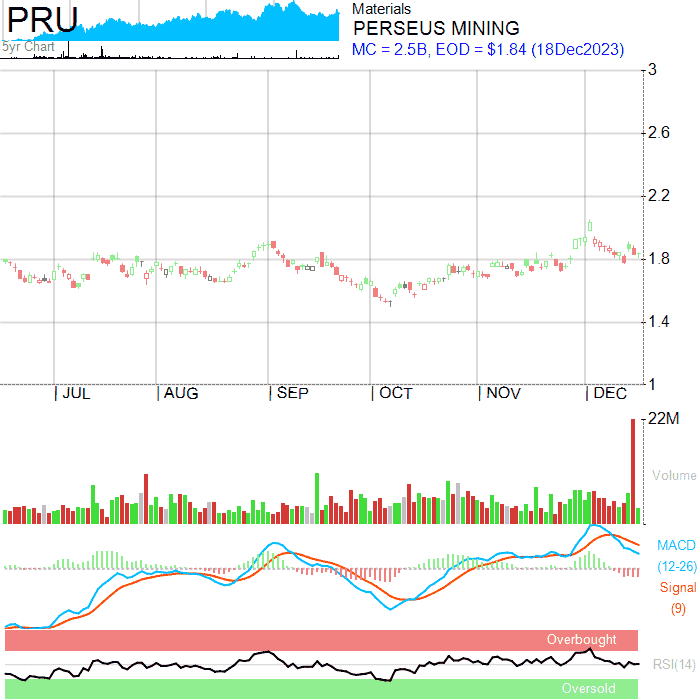 PRU
5yr Chart
Materials
PERSEUS MINING
MC = 2.5B, EOD = $1.84 (18Dec2023)
3
2.6
2.2
1.8
1.4
1
JUL AUG SEP OCT NOV DEC
22M
Volume
MACD
(12-26)
Signal
(9)
Overbought
RSI(14)
Oversold